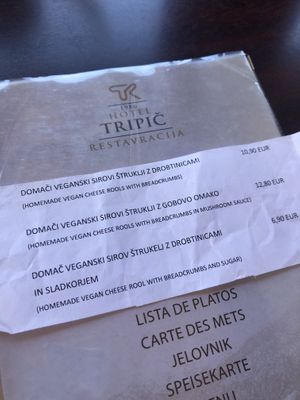 1986
HOTEL
TRIPIČ
RESTAVRACIJA
DOMAČI VEGANSKI SIROVI ŠTRUKLJI Z DROBTINICAMI 10,90 EUR
(HOMEMADE VEGAN CHEESE ROOLS WITH BREADCRUMBS)
DOMAČI VEGANSKI SIROVI ŠTRUKLJI Z GOBOVO OMAKO 12,80 EUR
(HOMEMADE VEGAN CHEESE ROOLS WITH BREADCRUMBS IN MUSHROOM SAUCE)
DOMAČ VEGANSKI SIROV ŠTRUKELJ Z DROBTINICAMI 6,90 EUR
IN SLADKORJEM
(HOMEMADE VEGAN CHEESE ROOL WITH BREADCRUMBS AND SUGAR)
LISTA DE PLATOS
CARTE DES METS
JELOVNIK
SPEISEKARTE